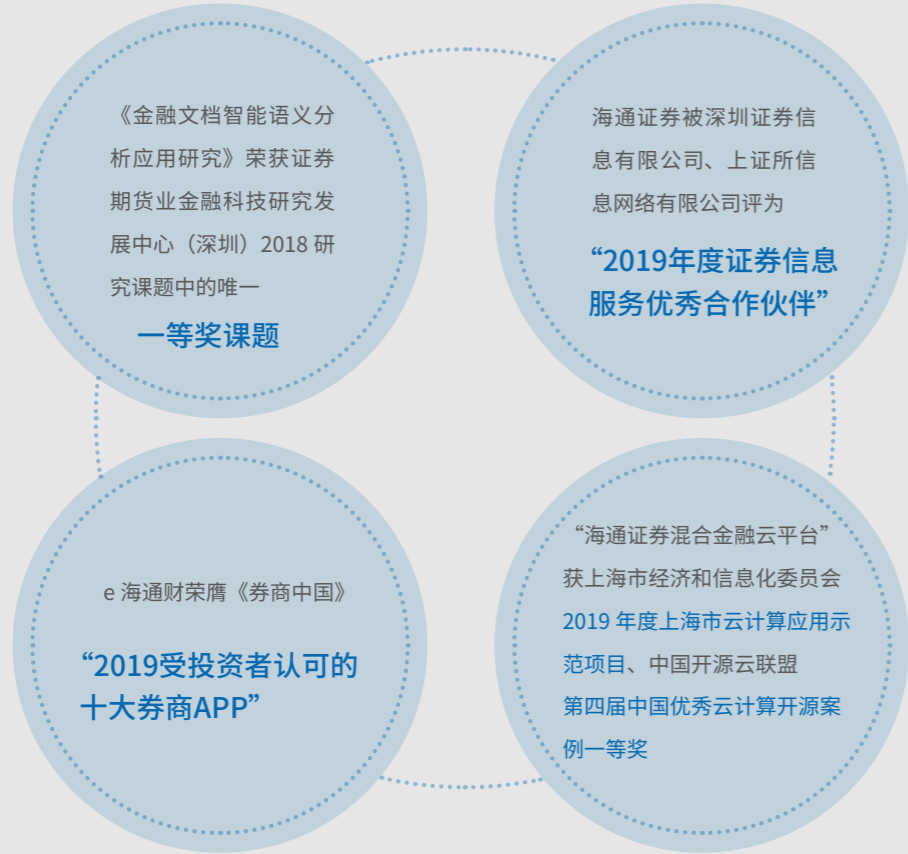 《金融文档智能语义分
析应用研究》荣获证券
期货业金融科技研究发
展中心（深圳）2018 研
究课题中的唯一
一等奖课题
海通证券被深圳证券信
息有限公司、上证所信
息网络有限公司评为
“2019年度证券信息
服务优秀合作伙伴”
e 海通财荣膺《券商中国》
“2019受投资者认可的
十大券商APP”
“海通证券混合金融云平台”
获上海市经济和信息化委员会
2019 年度上海市云计算应用示
范项目、中国开源云联盟
第四届中国优秀云计算开源案
例一等奖